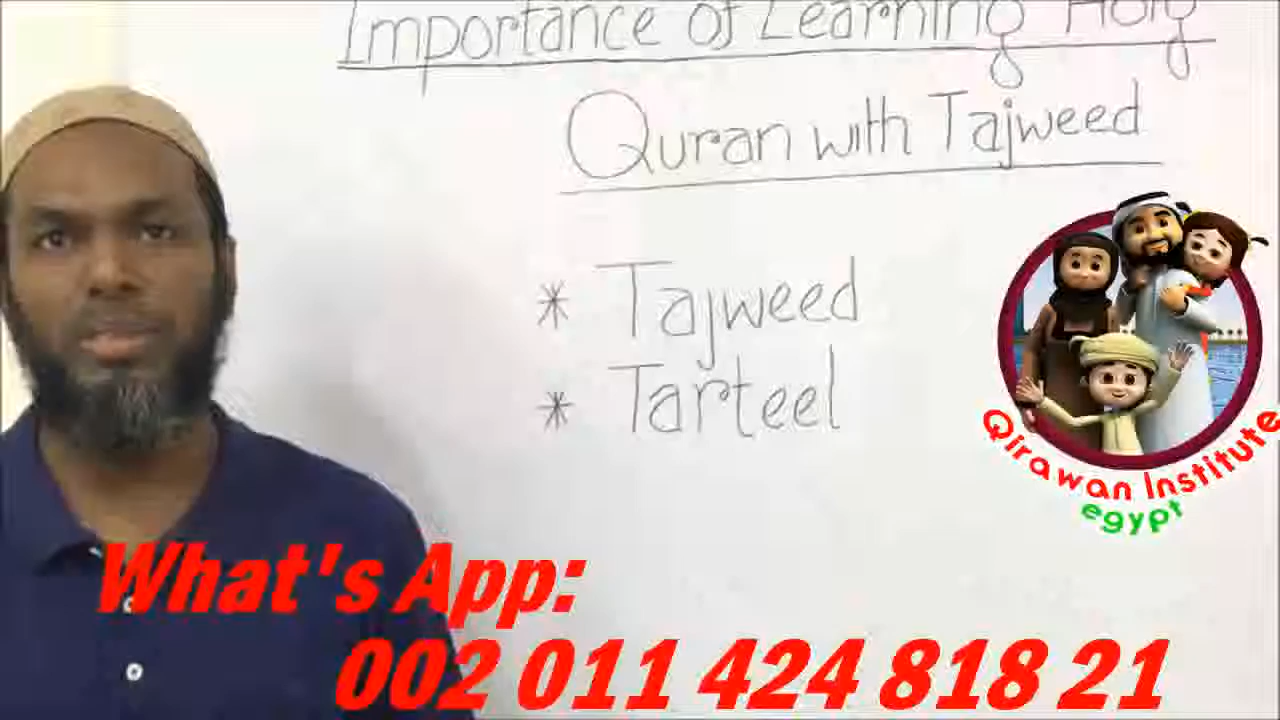 Importance of Learning Holy
Quran with Tajweed
* Tajweed
* Tarteel
Qirawan Institute
egypt
What's App:
002 011 424 818 21